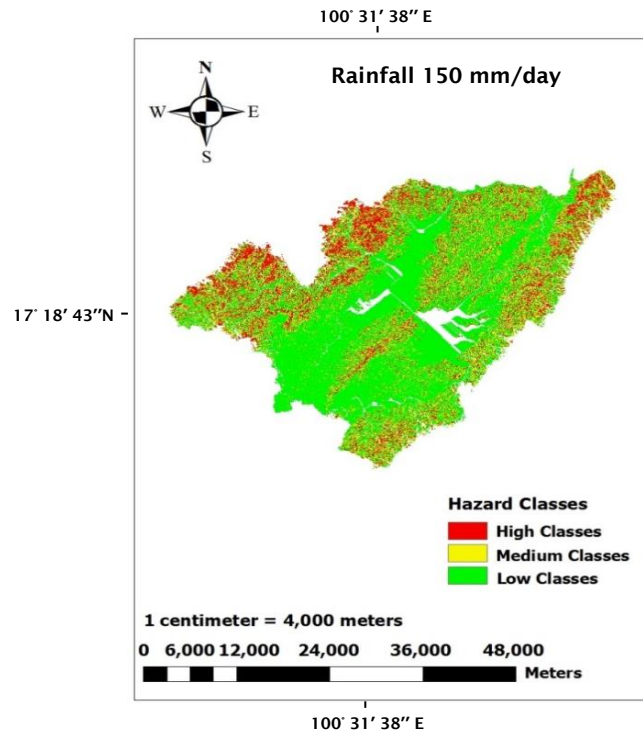 100° 31′ 38″ E
Rainfall 150 mm/day
N
W E
S
17° 18′ 43″N
Hazard Classes
High Classes
Medium Classes
Low Classes
1 centimeter = 4,000 meters
0 6,000 12,000 24,000 36,000 48,000
Meters
100° 31′ 38″ E